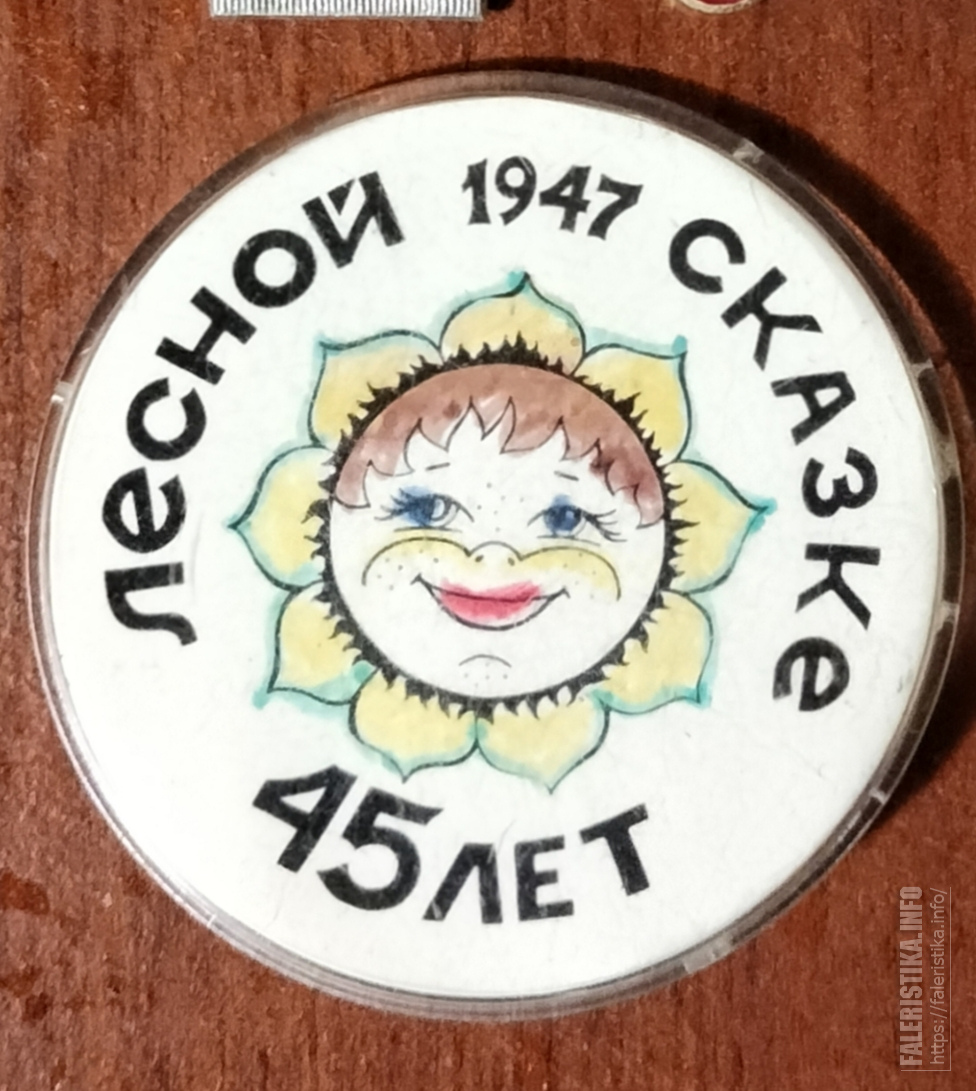 лесной 1947 сказке
45 лет
FALERISTIKA.INFO
https://faleristika.info/